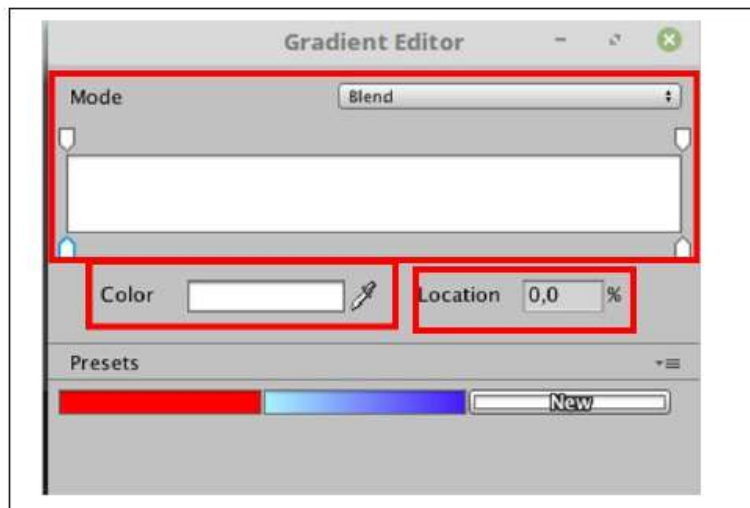 Gradient Editor
Mode Blend
Color Location 0,0 %
Presets
New